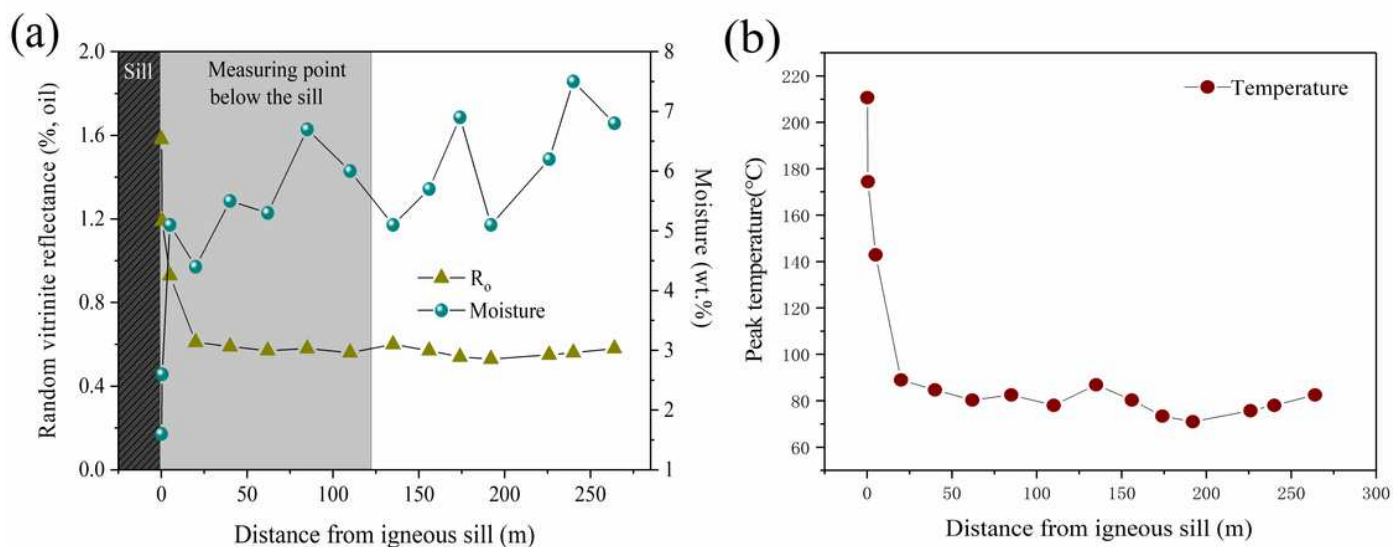 (a)
2.0
1.6
1.2
0.8
0.4
0.0
Random vitrinite reflectance (%, oil)
Sill
Measuring point
below the sill
Ro
Moisture
8
7
6
5
4
3
2
1
Moisture (wt.%)
0 50 100 150 200 250
Distance from igneous sill (m)
(b)
220
200
180
160
140
120
100
80
60
Peak temperature(°C)
Temperature
0 50 100 150 200 250 300
Distance from igneous sill (m)